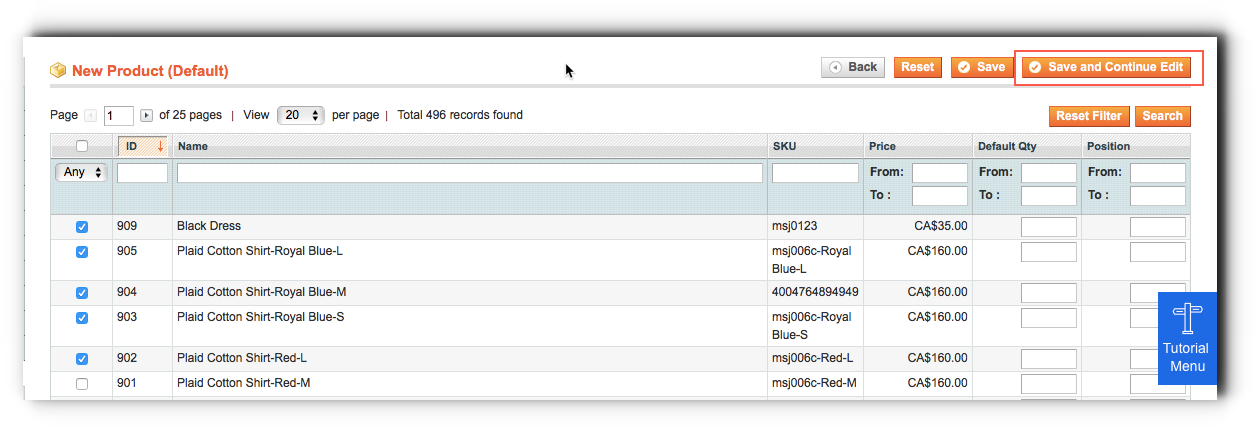 New Product (Default)
Back Reset Save Save and Continue Edit
Page 1 of 25 pages | View 20 per page | Total 496 records found
Reset Filter Search
ID Name SKU Price Default Qty Position
Any From: From: From:
To : To : To :
909 Black Dress msj0123 CA$35.00
905 Plaid Cotton Shirt-Royal Blue-L msj006c-Royal CA$160.00
Blue-L
904 Plaid Cotton Shirt-Royal Blue-M 4004764894949 CA$160.00
903 Plaid Cotton Shirt-Royal Blue-S msj006c-Royal CA$160.00
Blue-S
902 Plaid Cotton Shirt-Red-L msj006c-Red-L CA$160.00
901 Plaid Cotton Shirt-Red-M msj006c-Red-M CA$160.00
Tutorial
Menu